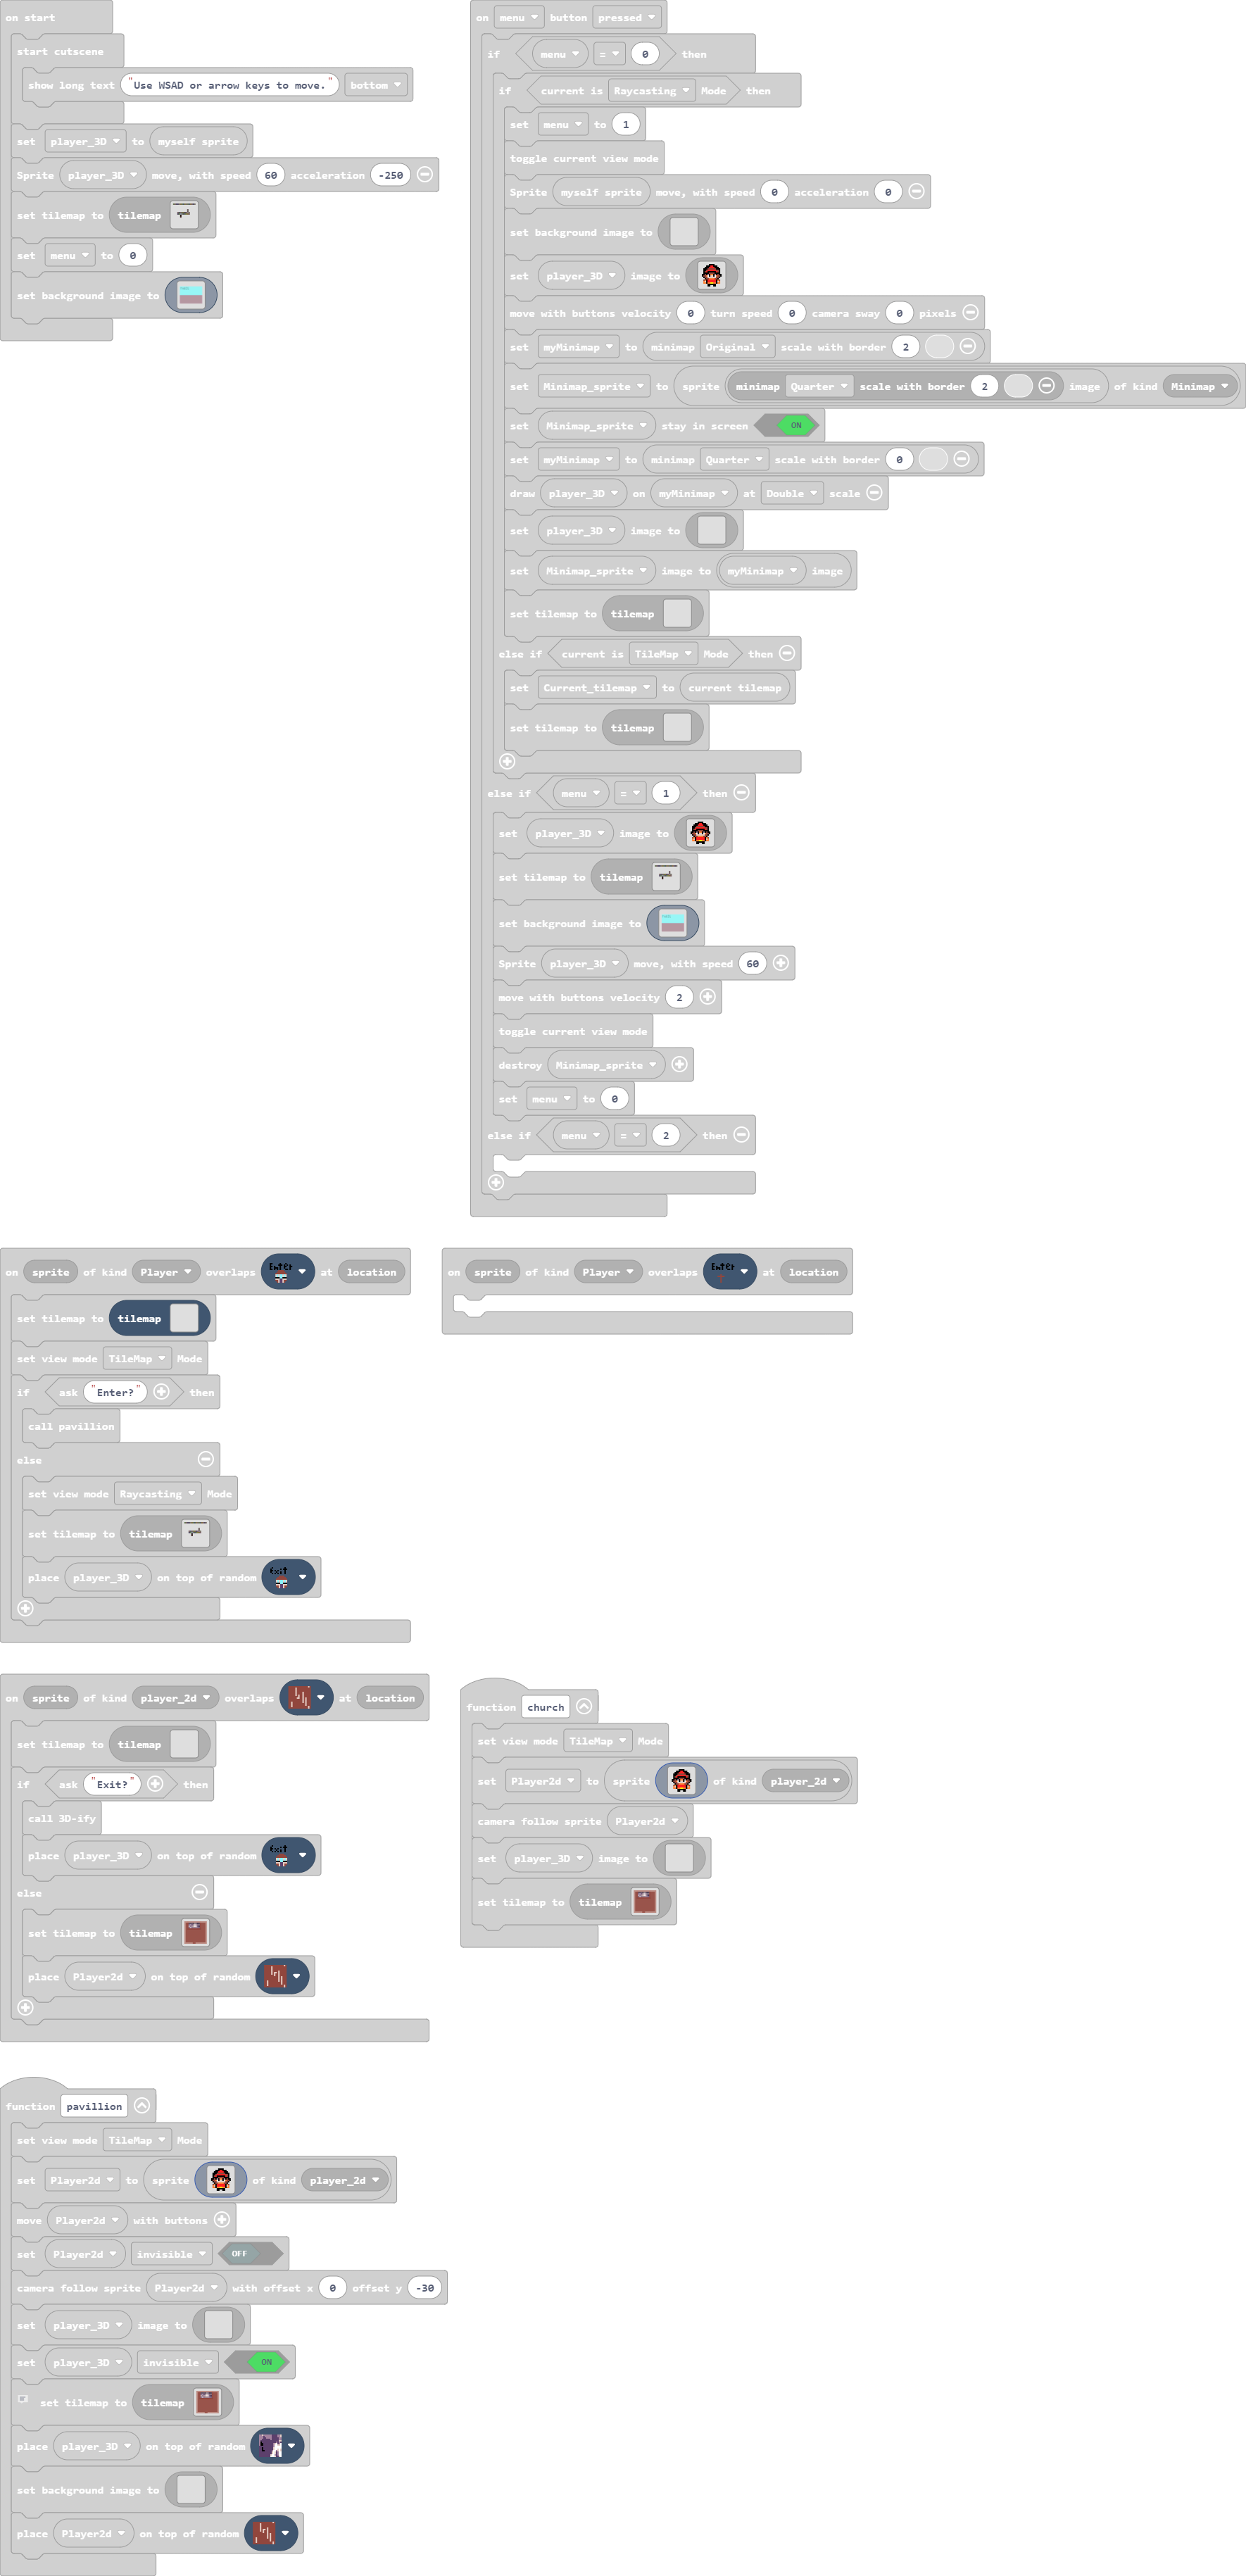 on start
start cutscene
show long text "Use WSAD or arrow keys to move." bottom
set player_3D to myself sprite
Sprite player_3D move, with speed 60 acceleration -250
set tilemap to tilemap
set menu to 0
set background image to
on menu button pressed
if menu = 0 then
if current is Raycasting Mode then
set menu to 1
toggle current view mode
Sprite myself sprite move, with speed 0 acceleration 0
set background image to
set player_3D image to
move with buttons velocity 0 turn speed 0 camera sway 0 pixels
set myMinimap to minimap Original scale with border 2
set Minimap_sprite to sprite minimap Quarter scale with border 2 image of kind Minimap
set Minimap_sprite stay in screen ON
set myMinimap to minimap Quarter scale with border 0
draw player_3D on myMinimap at Double scale
set player_3D image to
set Minimap_sprite image to myMinimap image
set tilemap to tilemap
else if current is TileMap Mode then
set Current_tilemap to current tilemap
set tilemap to tilemap
else if menu = 1 then
set player_3D image to
set tilemap to tilemap
set background image to
Sprite player_3D move, with speed 60
move with buttons velocity 2
toggle current view mode
destroy Minimap_sprite
set menu to 0
else if menu = 2 then
on sprite of kind Player overlaps Enter at location
set tilemap to tilemap
set view mode TileMap Mode
if ask "Enter?" then
call pavillion
else
set view mode Raycasting Mode
set tilemap to tilemap
place player_3D on top of random Exit
on sprite of kind Player overlaps Enter at location
on sprite of kind player_2d overlaps at location
set tilemap to tilemap
if ask "Exit?" then
call 3D-ify
place player_3D on top of random Exit
else
set tilemap to tilemap
place Player2d on top of random
function church
set view mode TileMap Mode
set Player2d to sprite of kind player_2d
camera follow sprite Player2d
set player_3D image to
set tilemap to tilemap
function pavillion
set view mode TileMap Mode
set Player2d to sprite of kind player_2d
move Player2d with buttons
set Player2d invisible OFF
camera follow sprite Player2d with offset x 0 offset y -30
set player_3D image to
set player_3D invisible ON
set tilemap to tilemap
place player_3D on top of random
set background image to
place Player2d on top of random